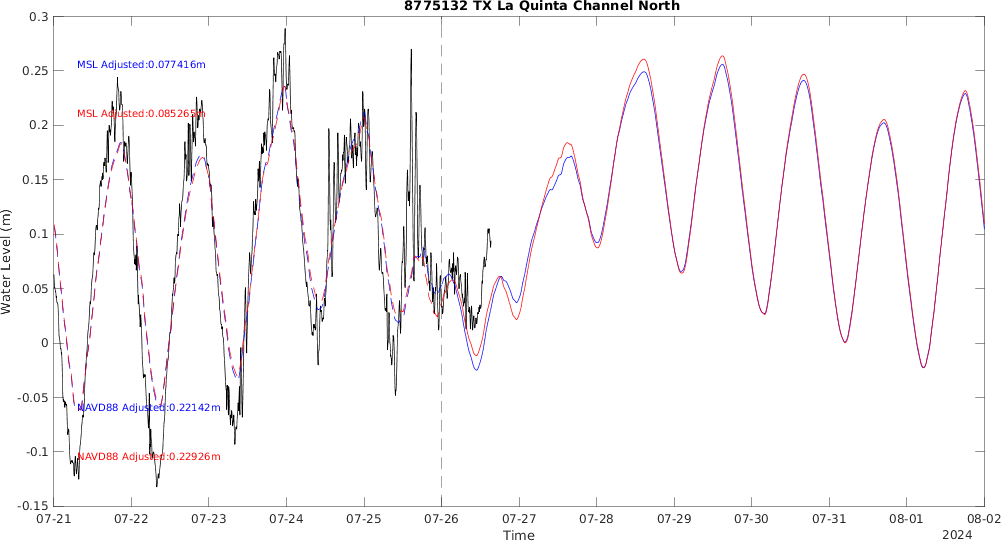 8775132 TX La Quinta Channel North
0.3
0.25
0.2
0.15
0.1
0.05
0
-0.05
-0.1
-0.15
Water Level (m)
MSL Adjusted:0.077416m
MSL Adjusted:0.085265m
NAVD88 Adjusted:0.22142m
NAVD88 Adjusted:0.22926m
07-21 07-22 07-23 07-24 07-25 07-26 07-27 07-28 07-29 07-30 07-31 08-01 08-02
Time
2024